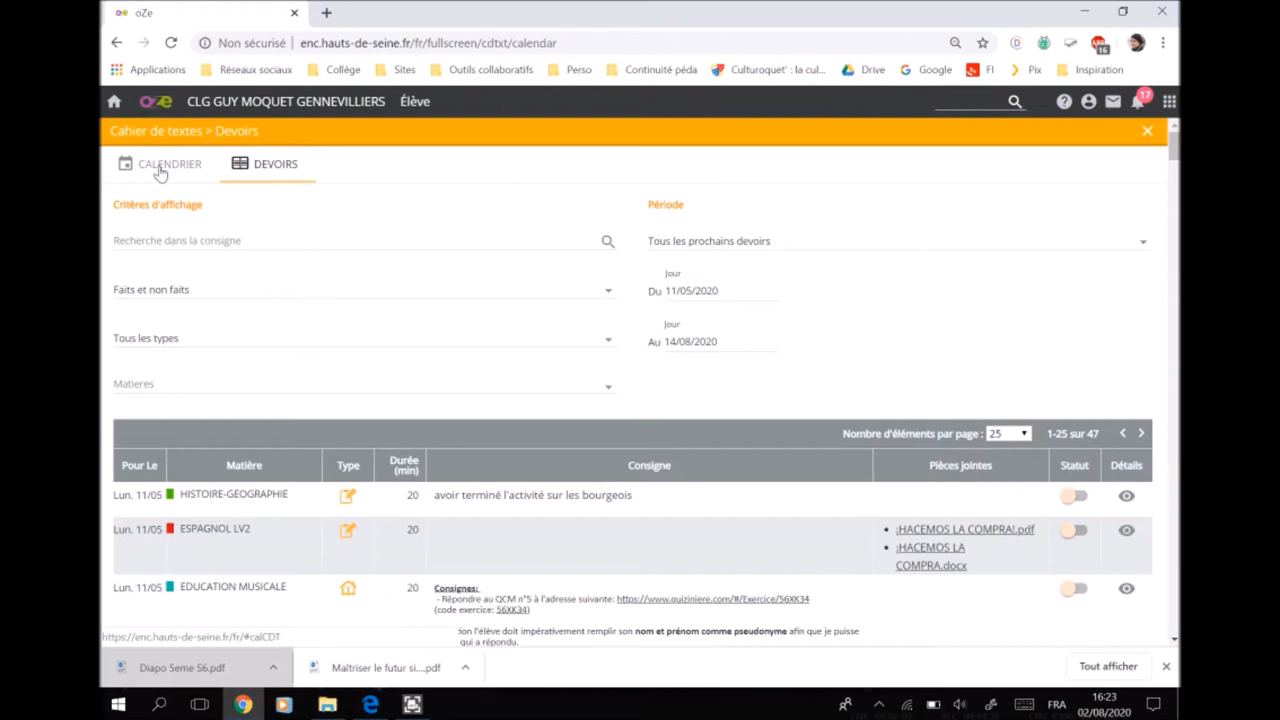 oZe
Non sécurisé enc.hauts-de-seine.fr/fr/fullscreen/cdtxt/calendar
Applications Réseaux sociaux Collège Sites Outils collaboratifs Perso Continuité péda Culturoquet' : la cul... Drive Google FI Pix Inspiration
oze CLG GUY MOQUET GENNEVILLIERS Élève 17
Cahier de textes > Devoirs
CALENDRIER DEVOIRS
Critères d'affichage Période
Recherche dans la consigne Tous les prochains devoirs
Jour
Faits et non faits Du 11/05/2020
Jour
Tous les types Au 14/08/2020
Matieres
Nombre d'éléments par page : 25 1-25 sur 47
Pour Le Matière Type Durée (min) Consigne Pièces jointes Statut Détails
Lun. 11/05 HISTOIRE-GEOGRAPHIE 20 avoir terminé l'activité sur les bourgeois
Lun. 11/05 ESPAGNOL LV2 20 ¡HACEMOS LA COMPRA!.pdf
¡HACEMOS LA
COMPRA.docx
Lun. 11/05 EDUCATION MUSICALE 20 Consignes:
- Répondre au QCM n°5 à l'adresse suivante: https://www.quiziniere.com/#/Exercice/56XK34
(code exercice: 56XK34)
l'élève doit impérativement remplir son nom et prénom comme pseudonyme afin que je puisse
qui a répondu.
https://enc.hauts-de-seine.fr/fr/#calCDT
Diapo 5eme S6.pdf Maîtriser le futur si....pdf Tout afficher
FRA 16:23
02/08/2020